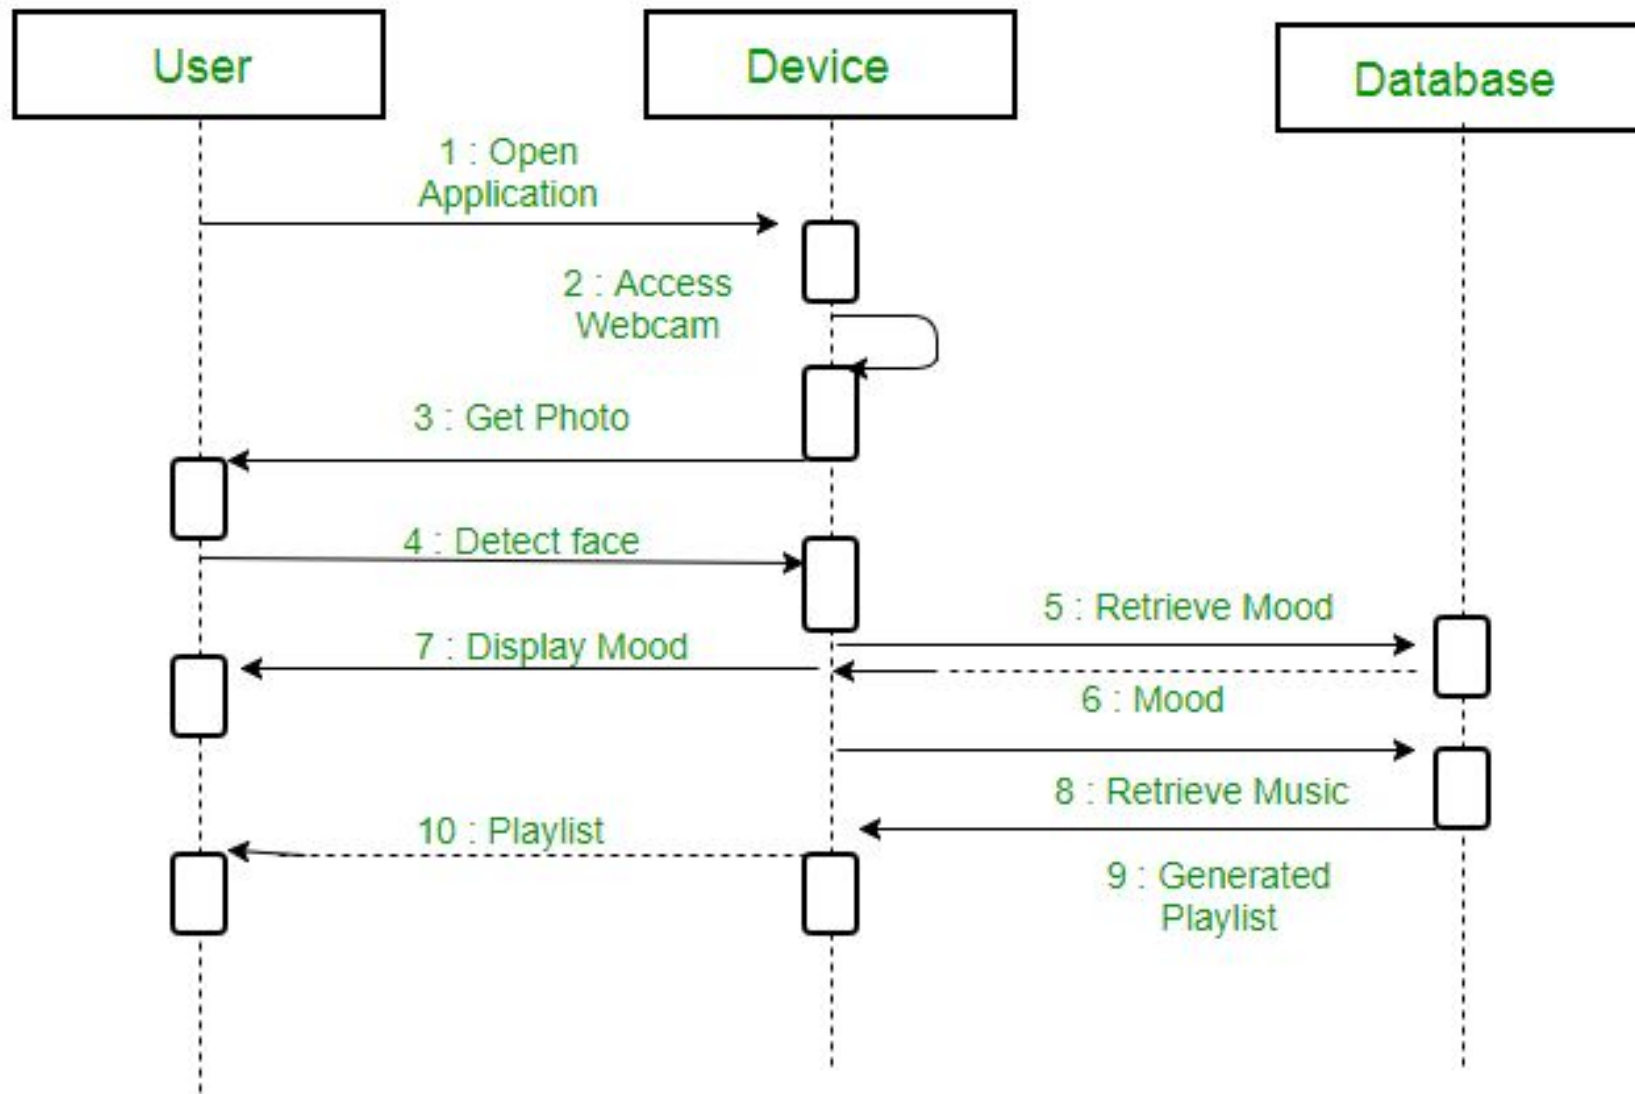 User
Device
Database
1 : Open
Application
2 : Access
Webcam
3 : Get Photo
4 : Detect face
5 : Retrieve Mood
7 : Display Mood
6 : Mood
8 : Retrieve Music
10 : Playlist
9 : Generated
Playlist